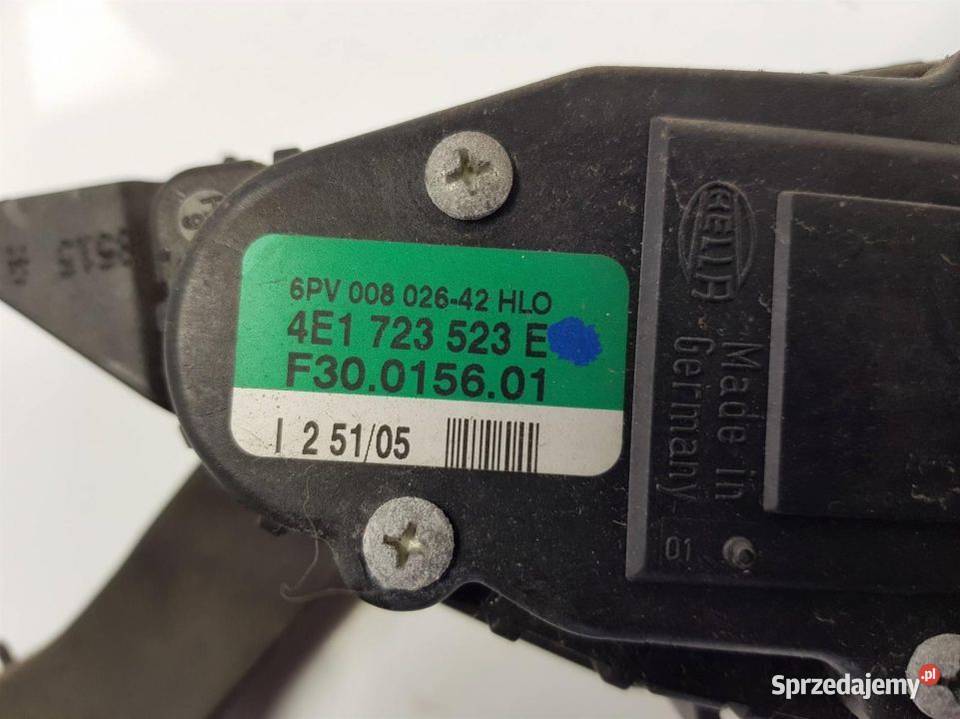 6PV 008 026-42 HLO
4E1 723 523 E
F30.0156.01
I 2 51/05
HELLA
Made in
Germany
01
Sprzedajemy.pl